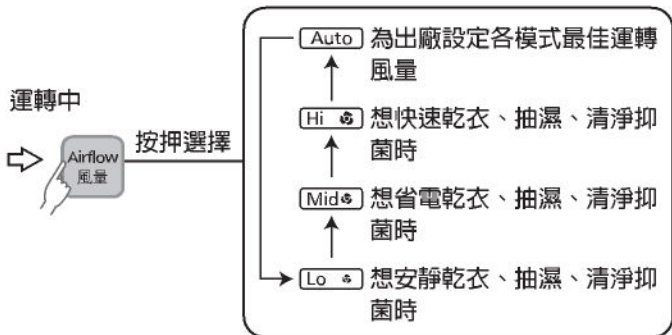 運轉中
Airflow
風量
按押選擇
Auto 為出廠設定各模式最佳運轉
風量
Hi 想快速乾衣、抽濕、清淨抑
菌時
Mid 想省電乾衣、抽濕、清淨抑
菌時
Lo 想安靜乾衣、抽濕、清淨抑
菌時